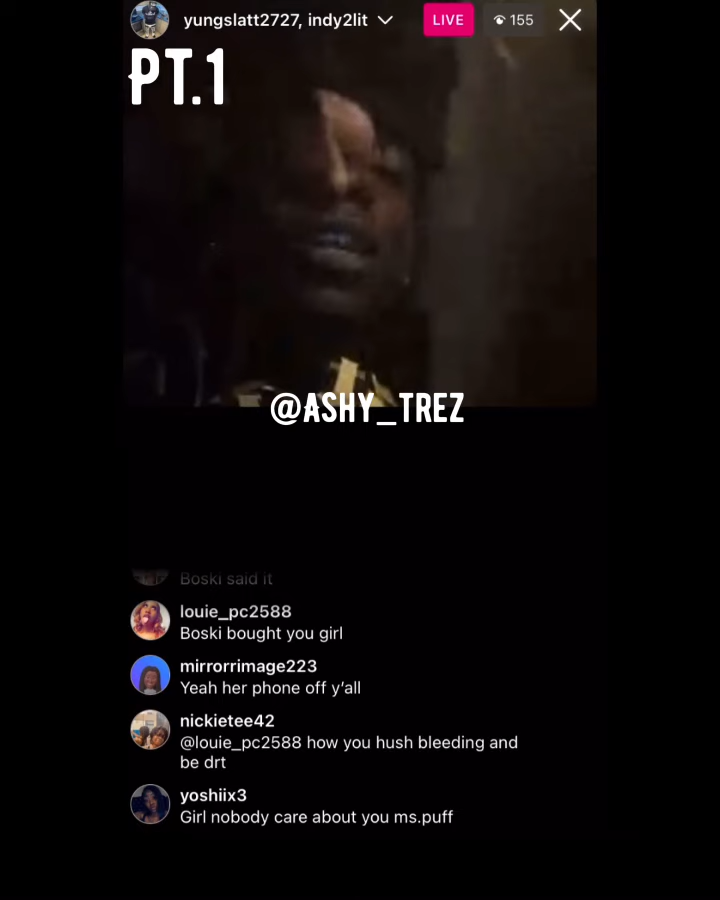 yungslatt2727, indy2lit
LIVE
155
PT.1
@ASHY_TREZ
Boski said it
louie_pc2588
Boski bought you girl
mirrorrimage223
Yeah her phone off y’all
nickietee42
@louie_pc2588 how you hush bleeding and
be drt
yoshiix3
Girl nobody care about you ms.puff